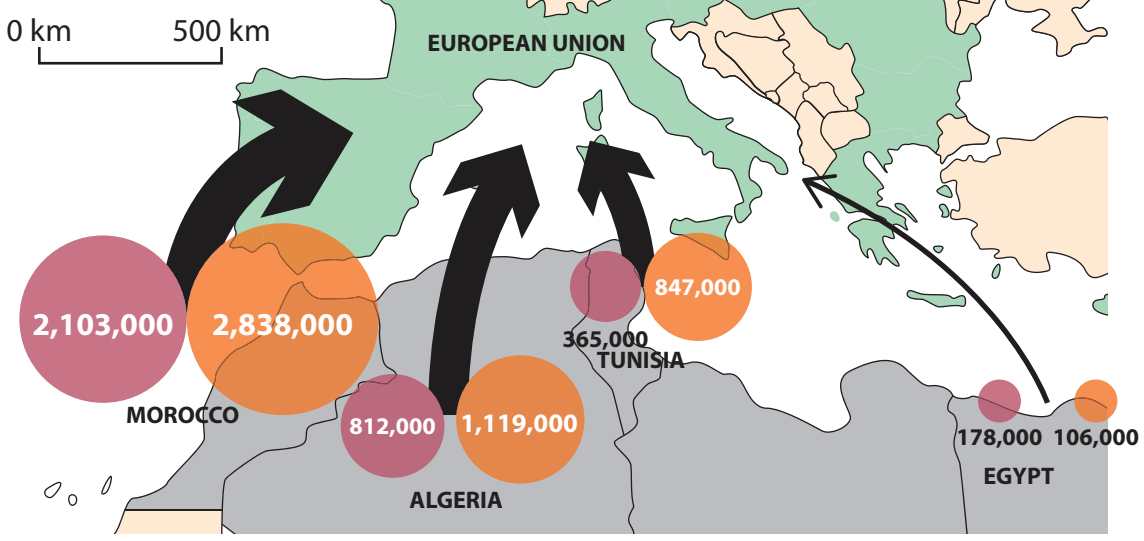 0 km 500 km
EUROPEAN UNION
2,103,000 2,838,000
MOROCCO
812,000 1,119,000
ALGERIA
847,000
365,000
TUNISIA
178,000 106,000
EGYPT